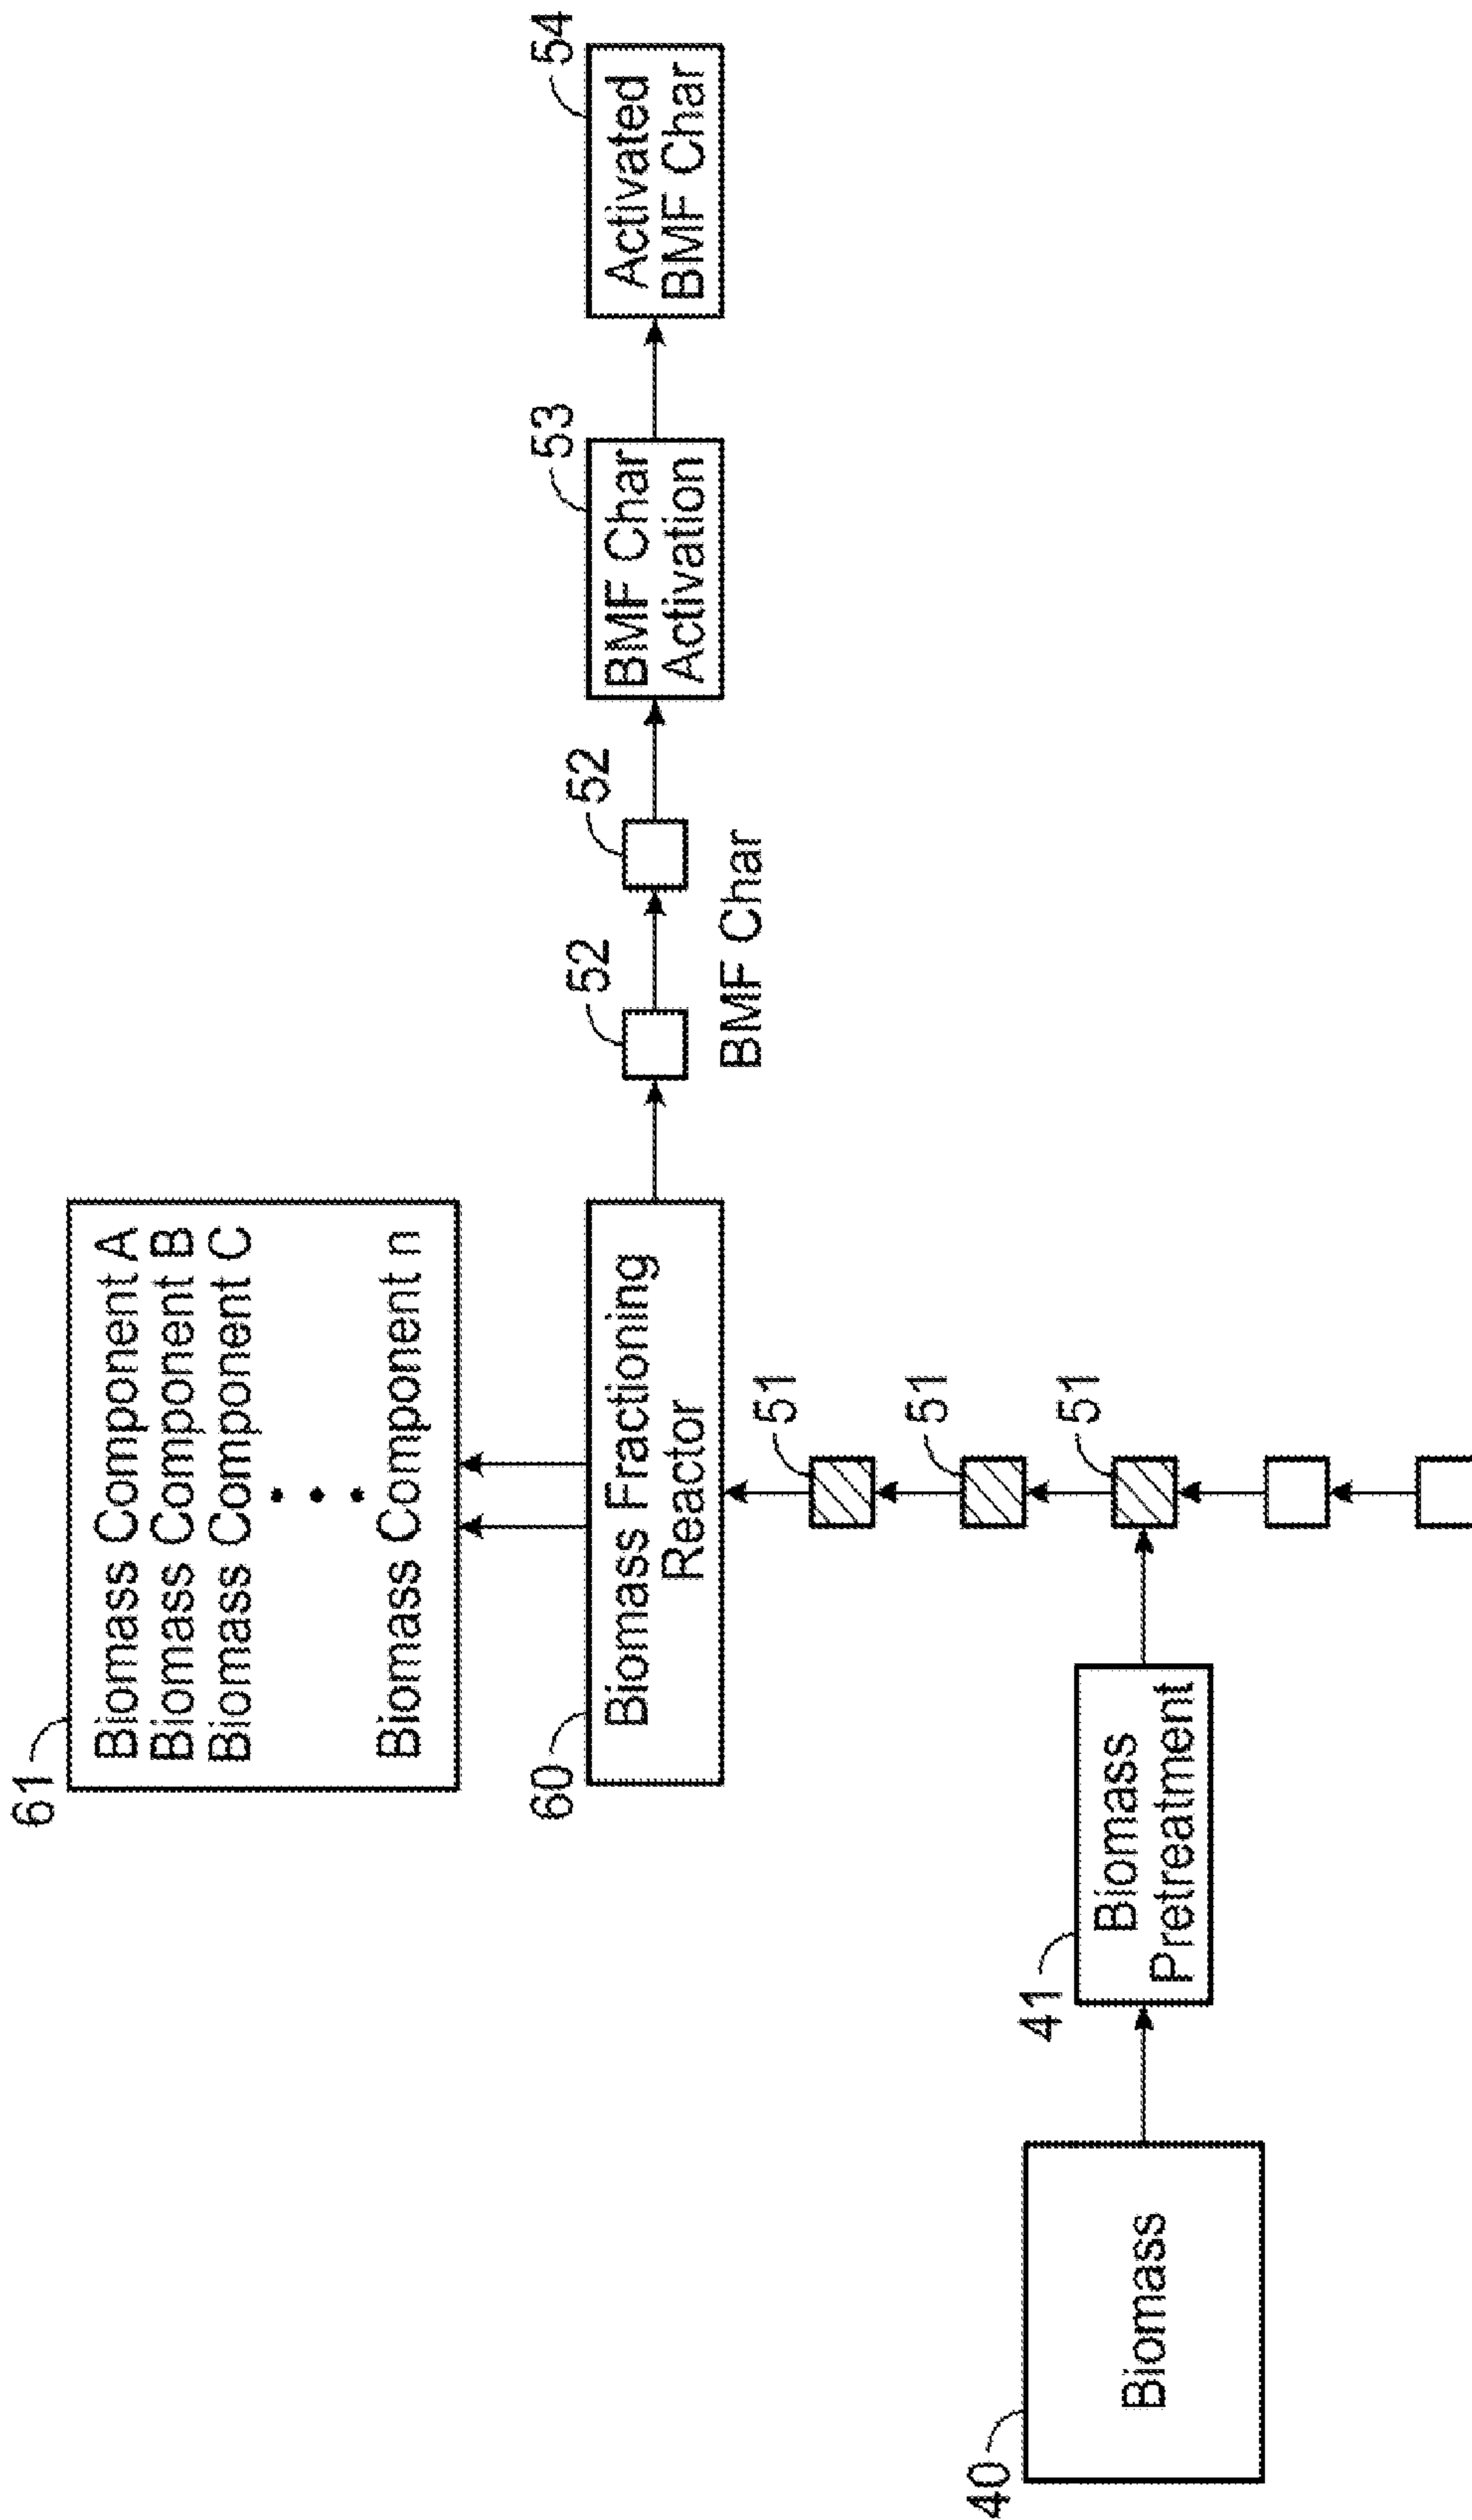 61
Biomass Component A
Biomass Component B
Biomass Component C
Biomass Component n
60
Biomass Fractioning
Reactor
52
52
BMF Char
53
BMF Char
Activation
54
Activated
BMF Char
51
51
51
40
Biomass
41
Biomass
Pretreatment